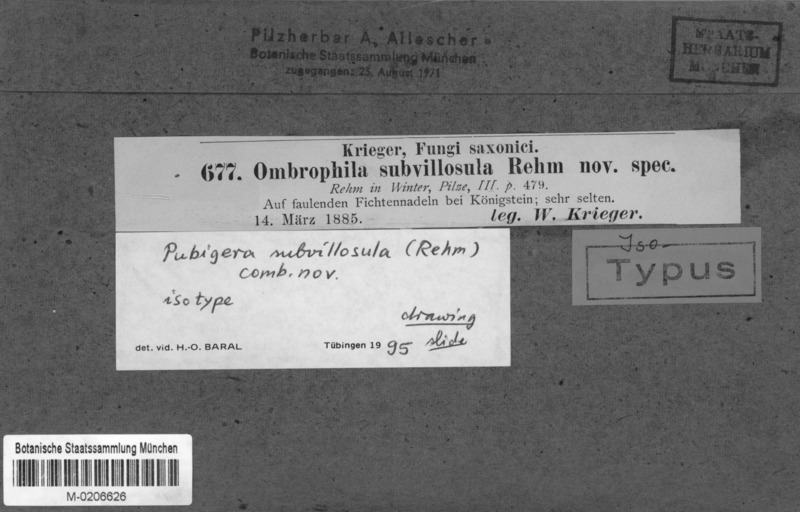 Pilzherbar A. Allescher
Botanische Staatssammlung München
zugegangen: 25. August 1971
STAATS-
HERBARIUM
MÜNCHEN
Krieger, Fungi saxonici.
677. Ombrophila subvillosula Rehm nov. spec.
Rehm in Winter, Pilze, III. p. 479.
Auf faulenden Fichtennadeln bei Königstein; sehr selten.
14. März 1885. leg. W. Krieger.
Pubigera subvillosula (Rehm)
comb. nov.
isotype
drawing
slide
det. vid. H.-O. BARAL Tübingen 19 95
Iso-
Typus
Botanische Staatssammlung München
M-0206626